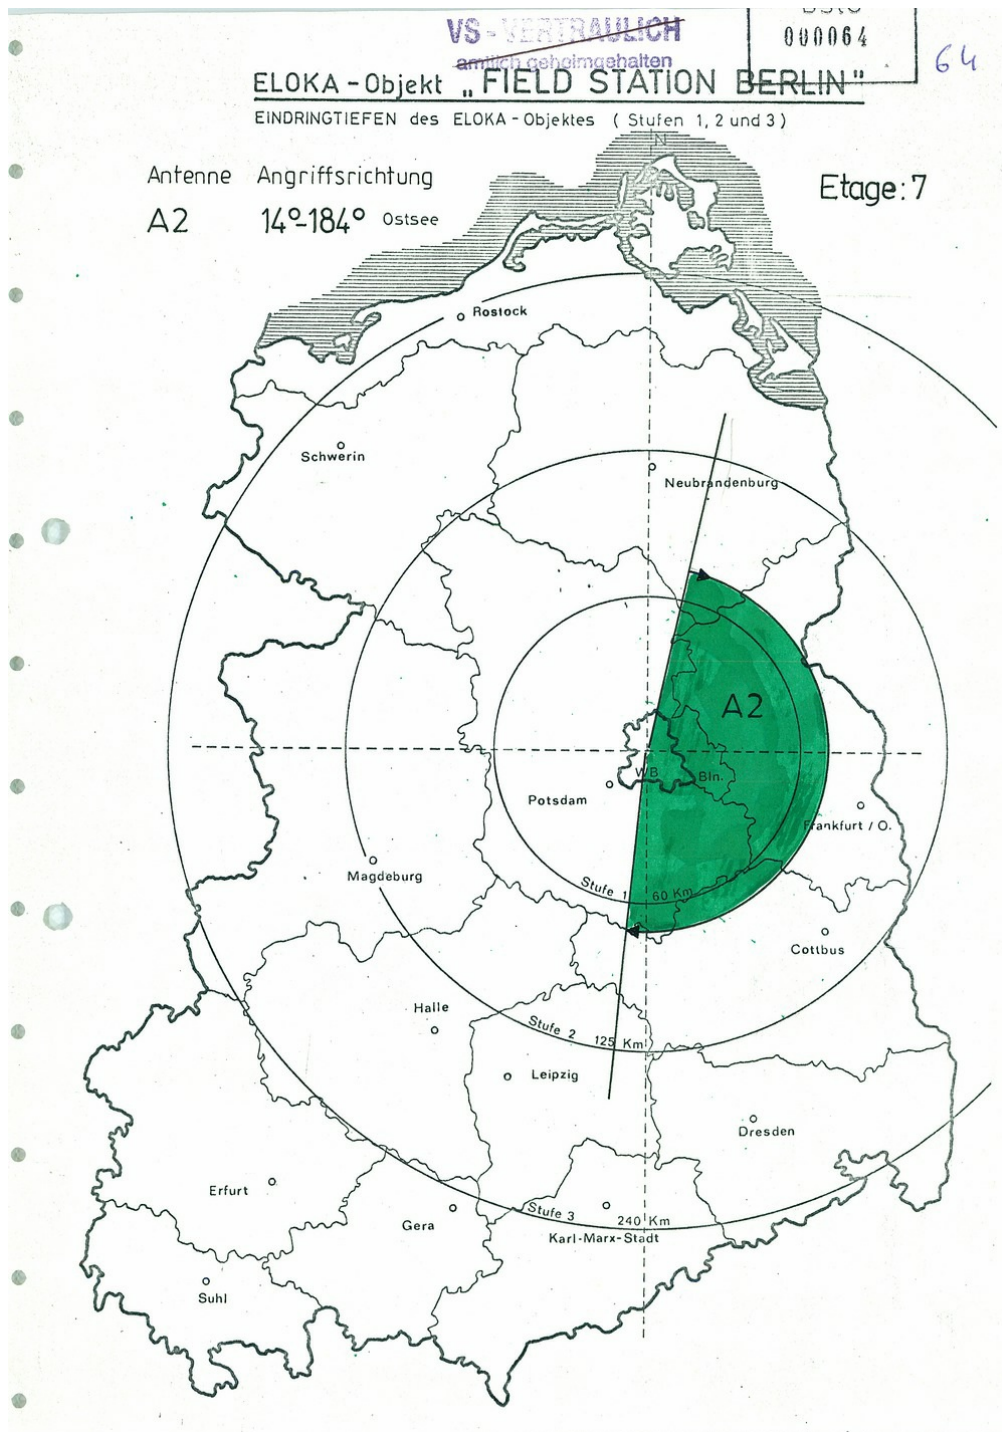 BStU
000064
64
VS-VERTRAULICH
amtlich geheimgehalten
ELOKA-Objekt „FIELD STATION BERLIN"
EINDRINGTIEFEN des ELOKA-Objektes (Stufen 1, 2 und 3)
N
Antenne Angriffsrichtung
Etage: 7
A2 14°-184° Ostsee
Rostock
Schwerin
Neubrandenburg
A2
WB Bln.
Potsdam
Frankfurt / O.
Magdeburg
Stufe 1 60 Km
Cottbus
Halle
Stufe 2 125 Km
Leipzig
Dresden
Erfurt
Gera
Stufe 3 240 Km
Karl-Marx-Stadt
Suhl